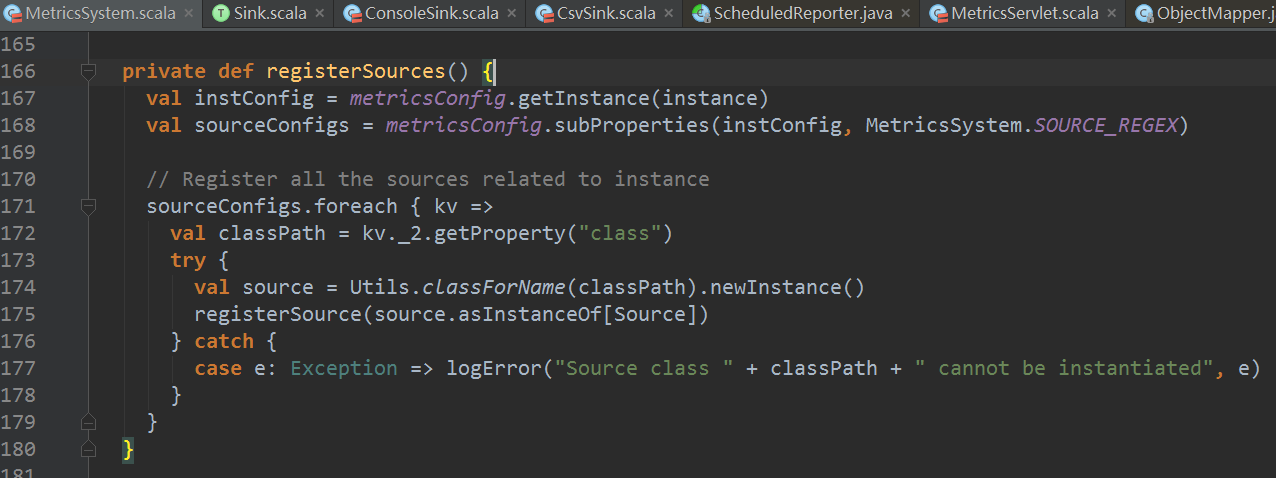 MetricsSystem.scala × Sink.scala × ConsoleSink.scala × CsvSink.scala × ScheduledReporter.java × MetricsServlet.scala × ObjectMapper.j
165
166 private def registerSources() {
167 val instConfig = metricsConfig.getInstance(instance)
168 val sourceConfigs = metricsConfig.subProperties(instConfig, MetricsSystem.SOURCE_REGEX)
169
170 // Register all the sources related to instance
171 sourceConfigs.foreach { kv =>
172 val classPath = kv._2.getProperty("class")
173 try {
174 val source = Utils.classForName(classPath).newInstance()
175 registerSource(source.asInstanceOf[Source])
176 } catch {
177 case e: Exception => logError("Source class " + classPath + " cannot be instantiated", e)
178 }
179 }
180 }
181